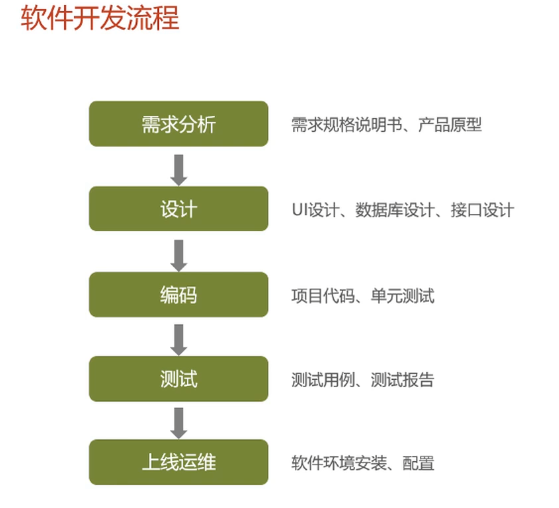 软件开发流程
需求分析 需求规格说明书、产品原型
设计 UI设计、数据库设计、接口设计
编码 项目代码、单元测试
测试 测试用例、测试报告
上线运维 软件环境安装、配置